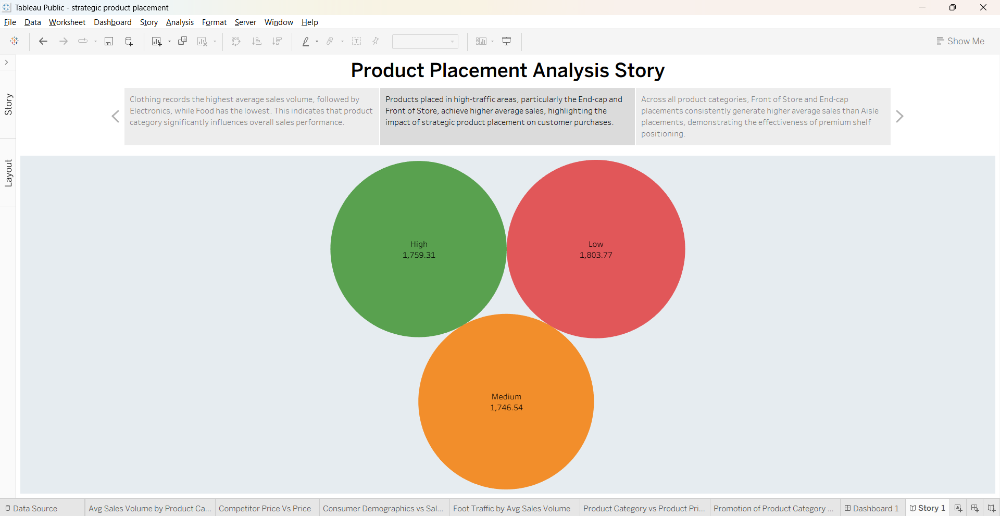 Tableau Public - strategic product placement
File Data Worksheet Dashboard Story Analysis Format Server Window Help
Show Me
Story
Layout
Product Placement Analysis Story
Clothing records the highest average sales volume, followed by
Electronics, while Food has the lowest. This indicates that product
category significantly influences overall sales performance.
Products placed in high-traffic areas, particularly the End-cap and
Front of Store, achieve higher average sales, highlighting the
impact of strategic product placement on customer purchases.
Across all product categories, Front of Store and End-cap
placements consistently generate higher average sales than Aisle
placements, demonstrating the effectiveness of premium shelf
positioning.
High
1,759.31
Low
1,803.77
Medium
1,746.54
Data Source
Avg Sales Volume by Product Ca...
Competitor Price Vs Price
Consumer Demographics vs Sal...
Foot Traffic by Avg Sales Volume
Product Category vs Product Pri...
Promotion of Product Category ...
Dashboard 1
Story 1